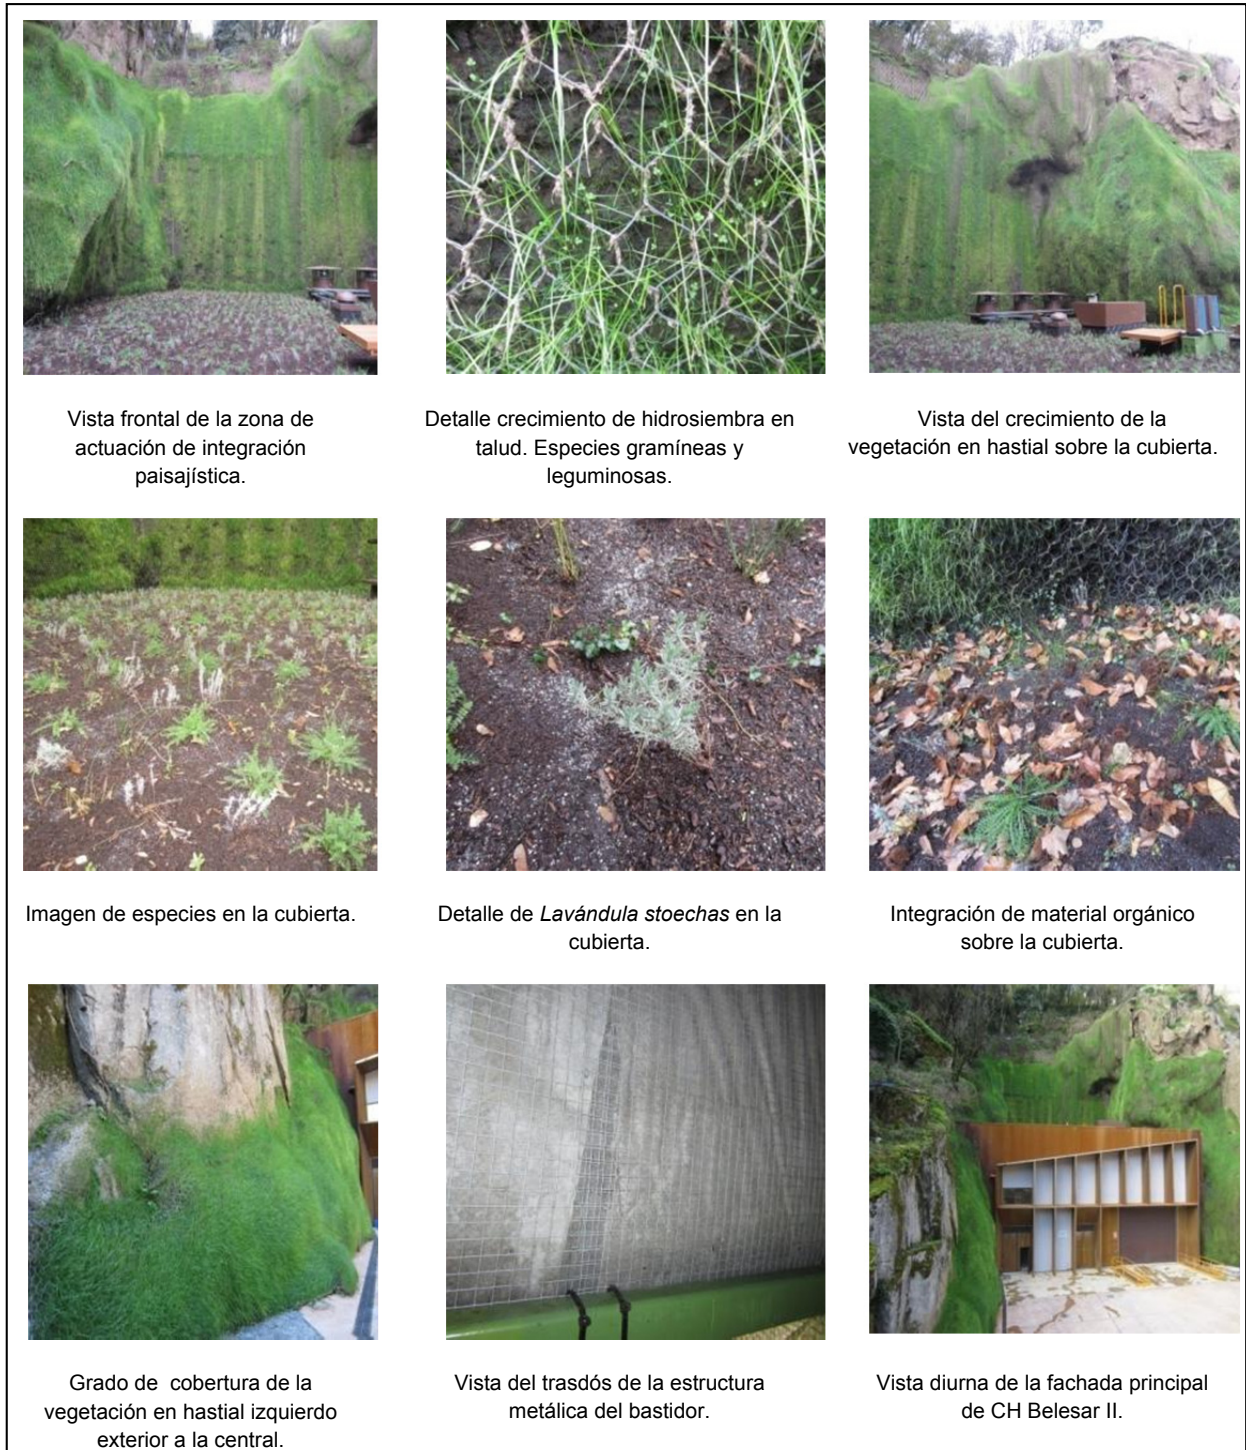 Vista frontal de la zona de
actuación de integración
paisajística.
Detalle crecimiento de hidrosiembra en
talud. Especies gramíneas y
leguminosas.
Vista del crecimiento de la
vegetación en hastial sobre la cubierta.
Imagen de especies en la cubierta.
Detalle de Lavándula stoechas en la
cubierta.
Integración de material orgánico
sobre la cubierta.
Grado de cobertura de la
vegetación en hastial izquierdo
exterior a la central.
Vista del trasdós de la estructura
metálica del bastidor.
Vista diurna de la fachada principal
de CH Belesar II.